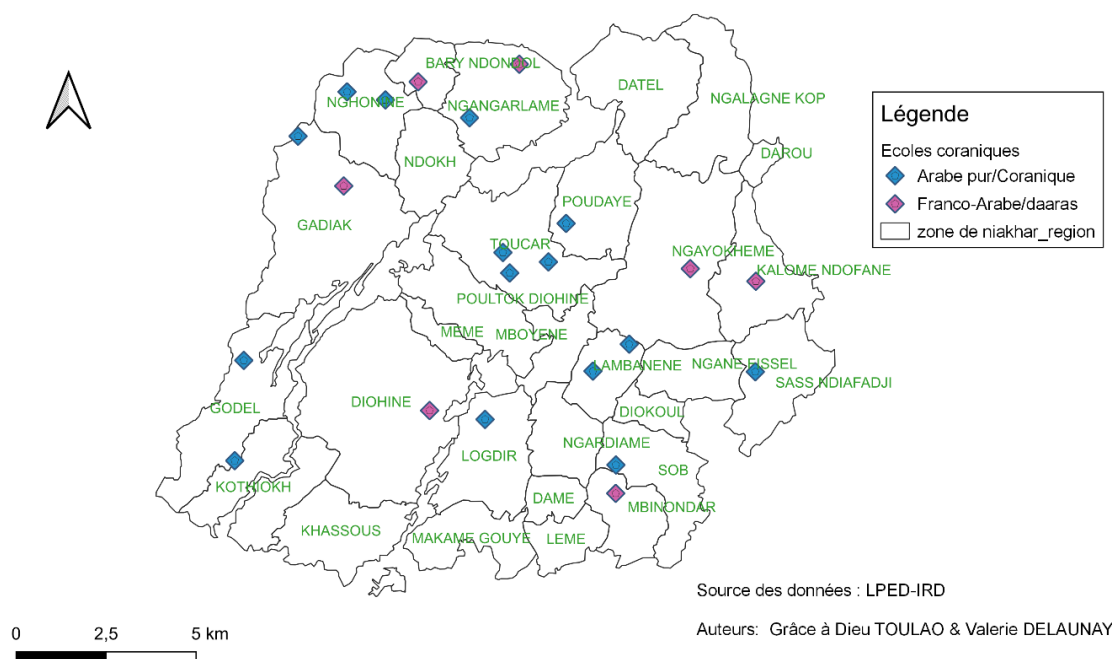 BARY NDONDOL
DATEL
NGALAGNE KOP
NGHONINE
NGANGARLAME
Légende
Ecoles coraniques
Arabe pur/Coranique
Franco-Arabe/daaras
zone de niakhar_region
NDOKH
DAROU
POUDAYE
GADIAK
TOUCAR
NGAYOKHEME
KALOME NDOFANE
POULTOK DIOHINE
MEME
MBOYENE
LAMBANENE
NGANE FISSEL
SASS NDIAFADJI
GODEL
DIOHINE
DIOKOUL
NGARDIAME
LOGDIR
SOB
KOTHIOKH
DAME
MBINONDAR
KHASSOUS
MAKAME GOUYE
LEME
Source des données : LPED-IRD
Auteurs: Grâce à Dieu TOULAO & Valerie DELAUNAY
0 2,5 5 km